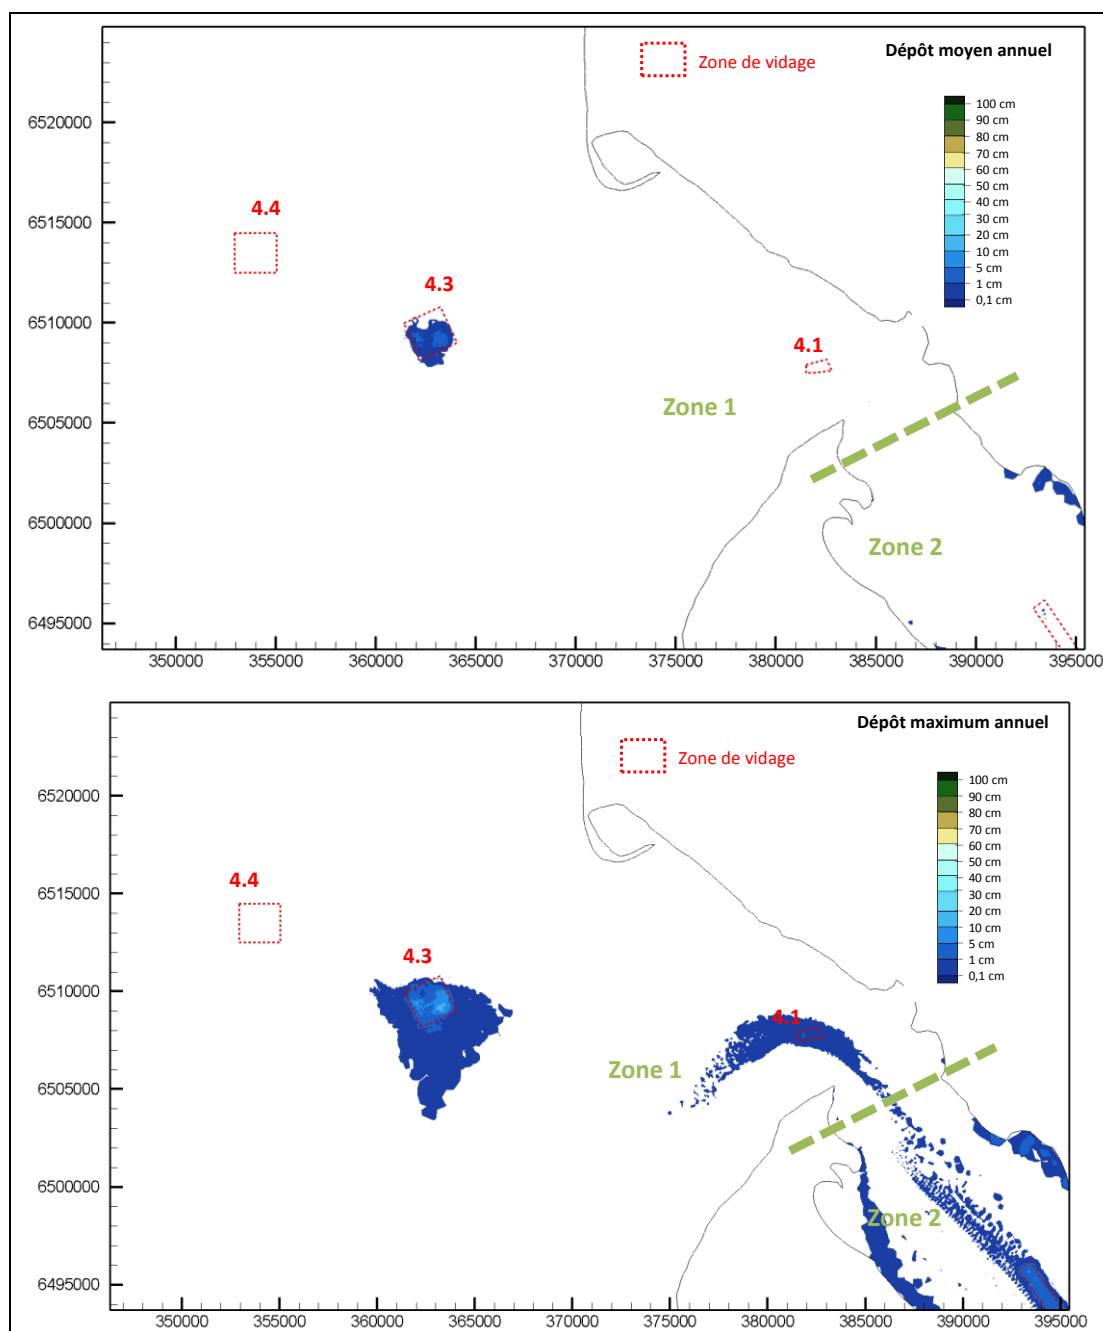 Dépôt moyen annuel
Zone de vidage
100 cm
90 cm
80 cm
70 cm
60 cm
50 cm
40 cm
30 cm
20 cm
10 cm
5 cm
1 cm
0,1 cm
6520000
6515000
6510000
6505000
6500000
6495000
4.4
4.3
4.1
Zone 1
Zone 2
350000 355000 360000 365000 370000 375000 380000 385000 390000 395000
Dépôt maximum annuel
Zone de vidage
100 cm
90 cm
80 cm
70 cm
60 cm
50 cm
40 cm
30 cm
20 cm
10 cm
5 cm
1 cm
0,1 cm
6520000
6515000
6510000
6505000
6500000
6495000
4.4
4.3
4.1
Zone 1
Zone 2
350000 355000 360000 365000 370000 375000 380000 385000 390000 395000